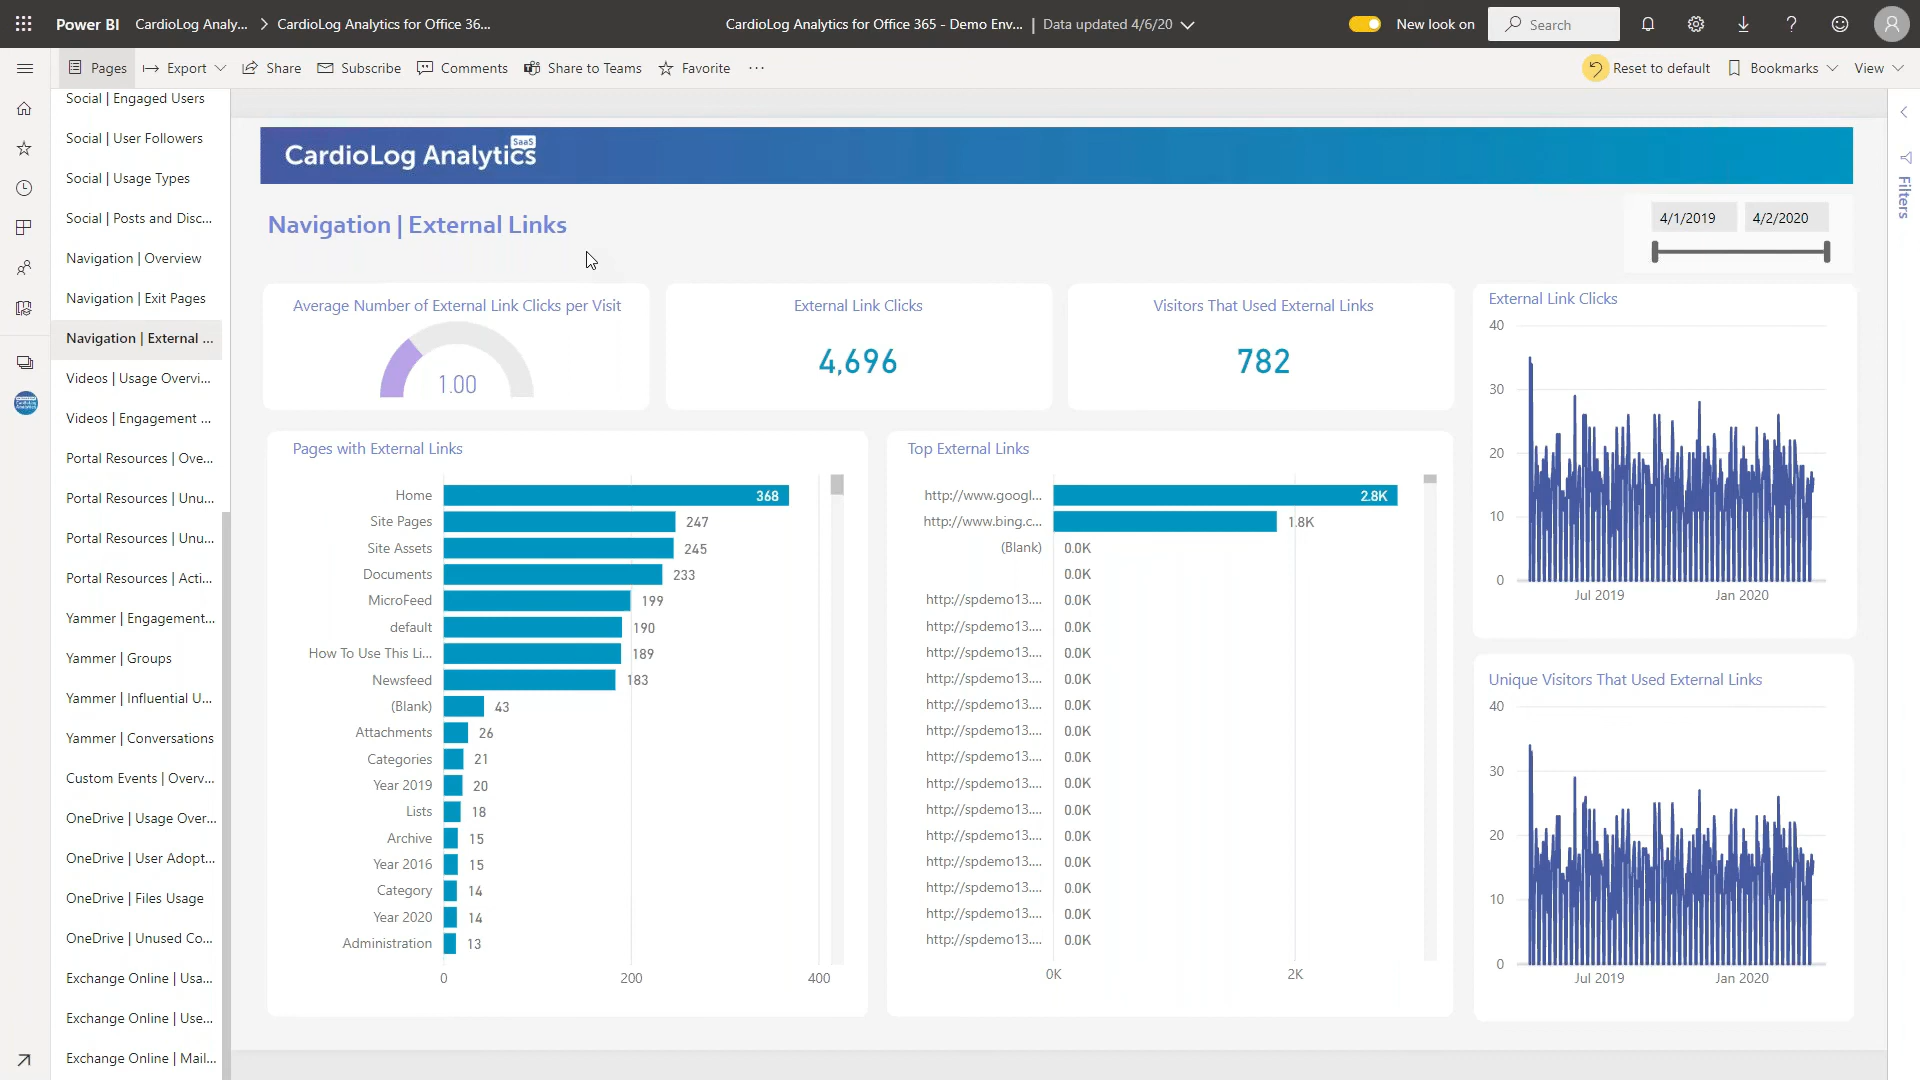 Power BI
CardioLog Analy...
CardioLog Analytics for Office 36...
CardioLog Analytics for Office 365 - Demo Env... | Data updated 4/6/20
New look on
Search
Pages
Export
Share
Subscribe
Comments
Share to Teams
Favorite
Reset to default
Bookmarks
View
Social | Engaged Users
Social | User Followers
Social | Usage Types
Social | Posts and Disc...
Navigation | Overview
Navigation | Exit Pages
Navigation | External ...
Videos | Usage Overvi...
Videos | Engagement ...
Portal Resources | Ove...
Portal Resources | Unu...
Portal Resources | Unu...
Portal Resources | Acti...
Yammer | Engagement...
Yammer | Groups
Yammer | Influential U...
Yammer | Conversations
Custom Events | Overv...
OneDrive | Usage Over...
OneDrive | User Adopt...
OneDrive | Files Usage
OneDrive | Unused Co...
Exchange Online | Usa...
Exchange Online | Use...
Exchange Online | Mail...
CardioLog Analytics SaaS
Navigation | External Links
4/1/2019
4/2/2020
Filters
Average Number of External Link Clicks per Visit
1.00
External Link Clicks
4,696
Visitors That Used External Links
782
Pages with External Links
Home 368
Site Pages 247
Site Assets 245
Documents 233
MicroFeed 199
default 190
How To Use This Li... 189
Newsfeed 183
(Blank) 43
Attachments 26
Categories 21
Year 2019 20
Lists 18
Archive 15
Year 2016 15
Category 14
Year 2020 14
Administration 13
0 200 400
Top External Links
http://www.googl... 2.8K
http://www.bing.c... 1.8K
(Blank) 0.0K
0.0K
http://spdemo13.... 0.0K
http://spdemo13.... 0.0K
http://spdemo13.... 0.0K
http://spdemo13.... 0.0K
http://spdemo13.... 0.0K
http://spdemo13.... 0.0K
http://spdemo13.... 0.0K
http://spdemo13.... 0.0K
http://spdemo13.... 0.0K
http://spdemo13.... 0.0K
http://spdemo13.... 0.0K
http://spdemo13.... 0.0K
http://spdemo13.... 0.0K
http://spdemo13.... 0.0K
0K 2K
External Link Clicks
40
30
20
10
0
Jul 2019 Jan 2020
Unique Visitors That Used External Links
40
30
20
10
0
Jul 2019 Jan 2020